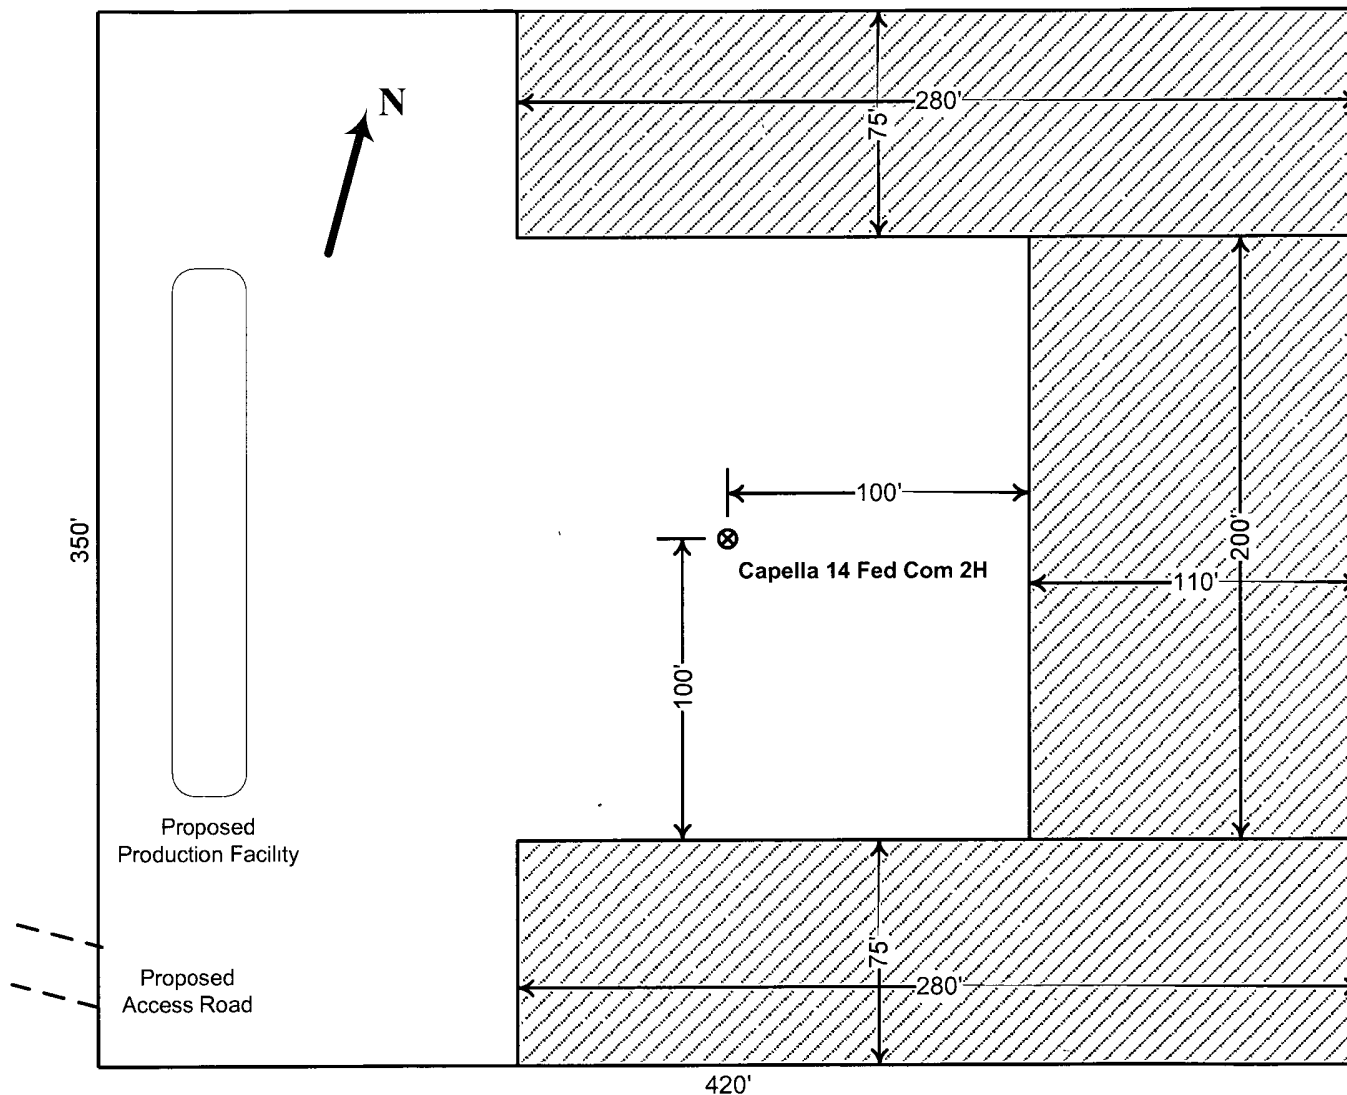 N
280'
75'
350'
100'
200'
Capella 14 Fed Com 2H
110'
100'
Proposed
Production Facility
75'
Proposed
Access Road
280'
420'